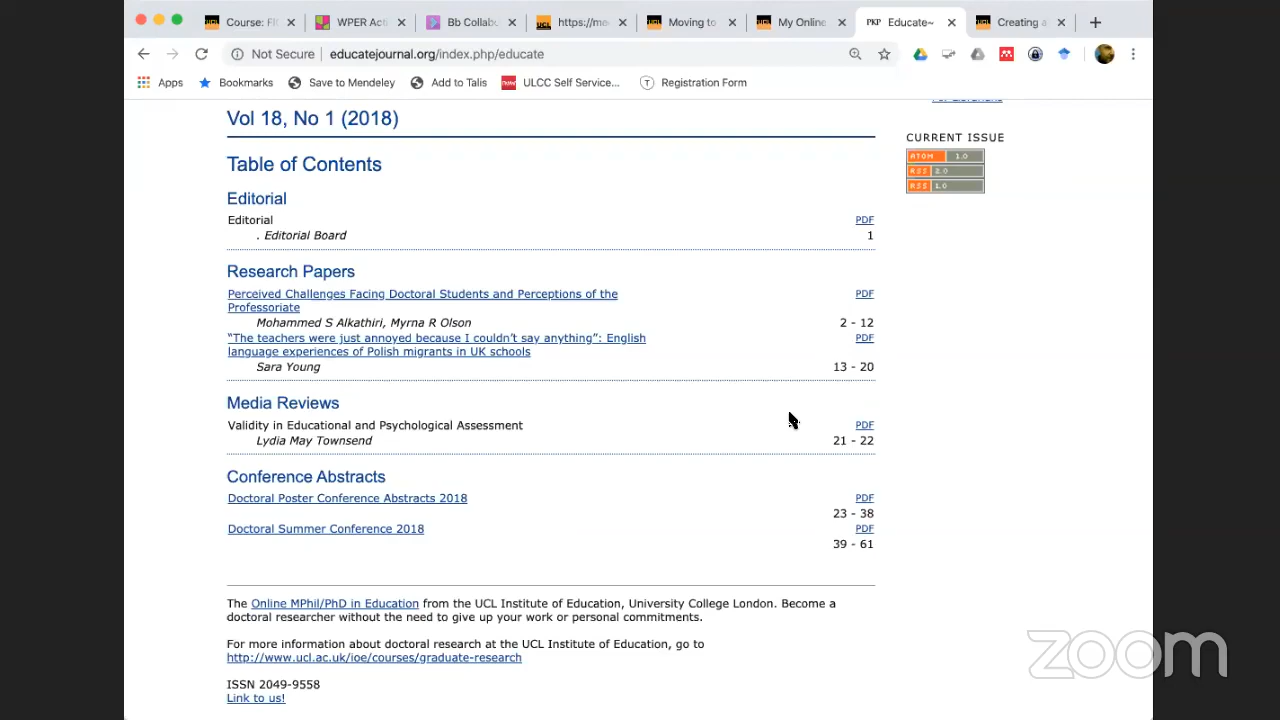 Course: F
WPER Act
Bb Collab
https://mo
Moving to
My Online
PKP Educate~
Creating a
Not Secure | educatejournal.org/index.php/educate
Apps Bookmarks Save to Mendeley Add to Talis ULCC Self Service... Registration Form
Vol 18, No 1 (2018)
CURRENT ISSUE
ATOM 1.0
RSS 2.0
RSS 1.0
Table of Contents
Editorial
Editorial PDF
. Editorial Board 1
Research Papers
Perceived Challenges Facing Doctoral Students and Perceptions of the PDF
Professoriate
Mohammed S Alkathiri, Myrna R Olson 2 - 12
“The teachers were just annoyed because I couldn’t say anything”: English PDF
language experiences of Polish migrants in UK schools
Sara Young 13 - 20
Media Reviews
Validity in Educational and Psychological Assessment PDF
Lydia May Townsend 21 - 22
Conference Abstracts
Doctoral Poster Conference Abstracts 2018 PDF
23 - 38
Doctoral Summer Conference 2018 PDF
39 - 61
The Online MPhil/PhD in Education from the UCL Institute of Education, University College London. Become a
doctoral researcher without the need to give up your work or personal commitments.
For more information about doctoral research at the UCL Institute of Education, go to
http://www.ucl.ac.uk/ioe/courses/graduate-research
ISSN 2049-9558
Link to us!
zoom